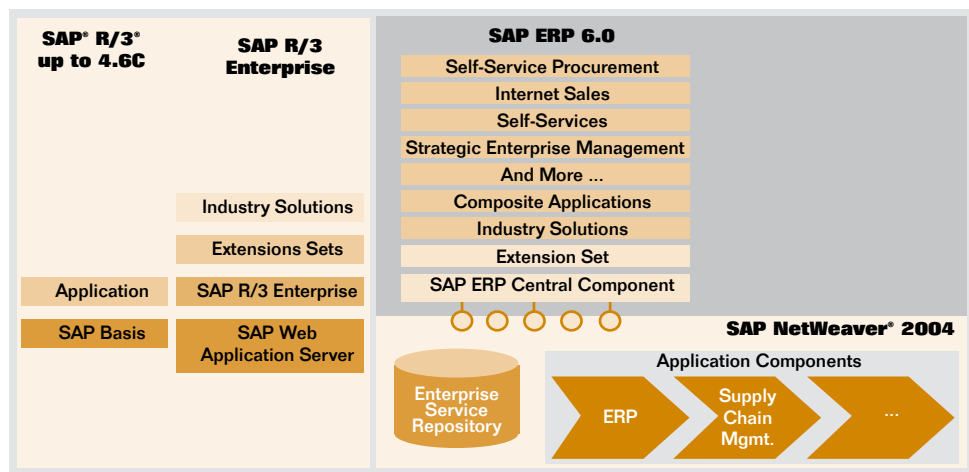 SAP® R/3®
up to 4.6C
Application
SAP Basis
SAP R/3
Enterprise
Industry Solutions
Extensions Sets
SAP R/3 Enterprise
SAP Web
Application Server
SAP ERP 6.0
Self-Service Procurement
Internet Sales
Self-Services
Strategic Enterprise Management
And More ...
Composite Applications
Industry Solutions
Extension Set
SAP ERP Central Component
SAP NetWeaver® 2004
Enterprise
Service
Repository
Application Components
ERP
Supply
Chain
Mgmt.
...